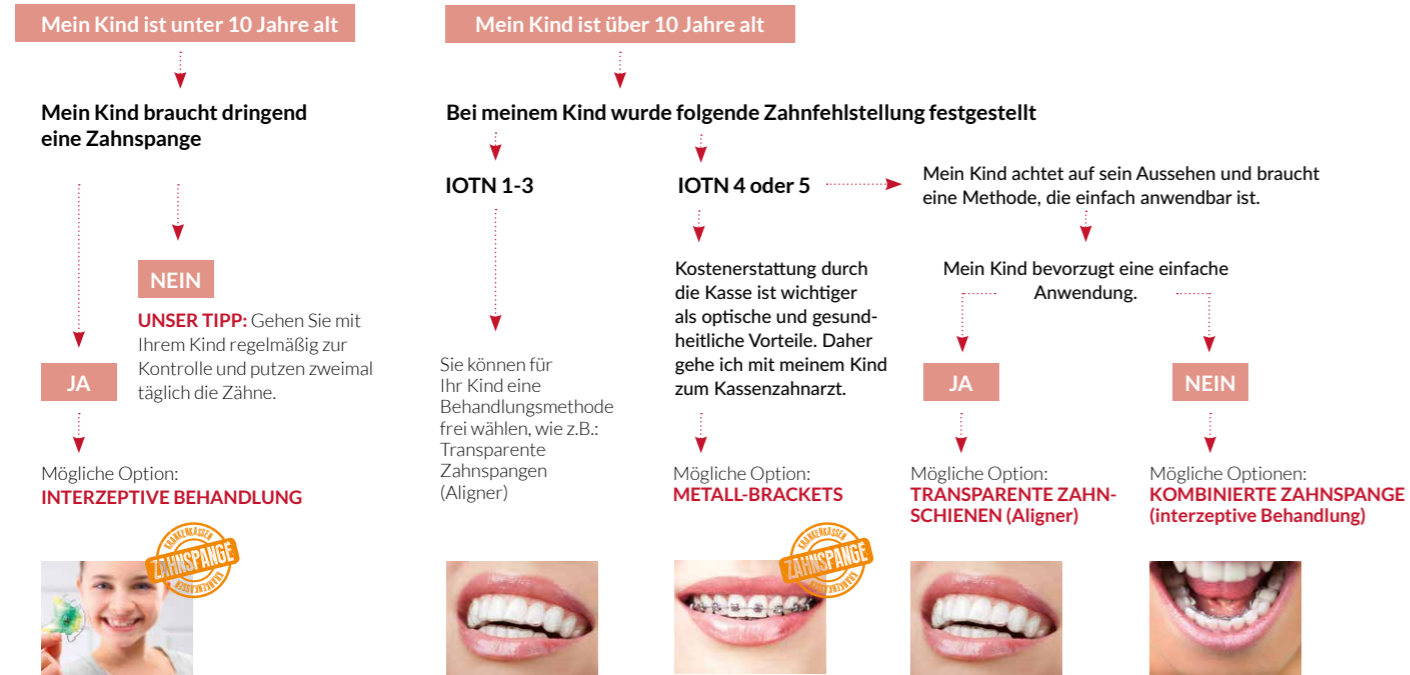 Mein Kind ist unter 10 Jahre alt
Mein Kind braucht dringend
eine Zahnspange
NEIN
UNSER TIPP: Gehen Sie mit
Ihrem Kind regelmäßig zur
Kontrolle und putzen zweimal
täglich die Zähne.
JA
Mögliche Option:
INTERZEPTIVE BEHANDLUNG
KRANKENKASSEN
ZAHNSPANGE
KRANKENKASSEN
Mein Kind ist über 10 Jahre alt
Bei meinem Kind wurde folgende Zahnfehlstellung festgestellt
IOTN 1-3
Sie können für
Ihr Kind eine
Behandlungsmethode
frei wählen, wie z.B.:
Transparente
Zahnspangen
(Aligner)
IOTN 4 oder 5
Kostenerstattung durch
die Kasse ist wichtiger
als optische und gesund-
heitliche Vorteile. Daher
gehe ich mit meinem Kind
zum Kassenzahnarzt.
Mögliche Option:
METALL-BRACKETS
KRANKENKASSEN
ZAHNSPANGE
KRANKENKASSEN
Mein Kind achtet auf sein Aussehen und braucht
eine Methode, die einfach anwendbar ist.
Mein Kind bevorzugt eine einfache
Anwendung.
JA
Mögliche Option:
TRANSPARENTE ZAHN-
SCHIENEN (Aligner)
NEIN
Mögliche Optionen:
KOMBINIERTE ZAHNSPANGE
(interzeptive Behandlung)